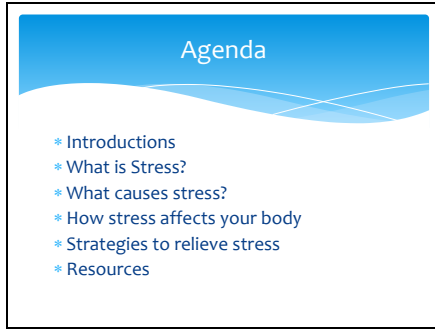 Agenda
* Introductions
* What is Stress?
* What causes stress?
* How stress affects your body
* Strategies to relieve stress
* Resources